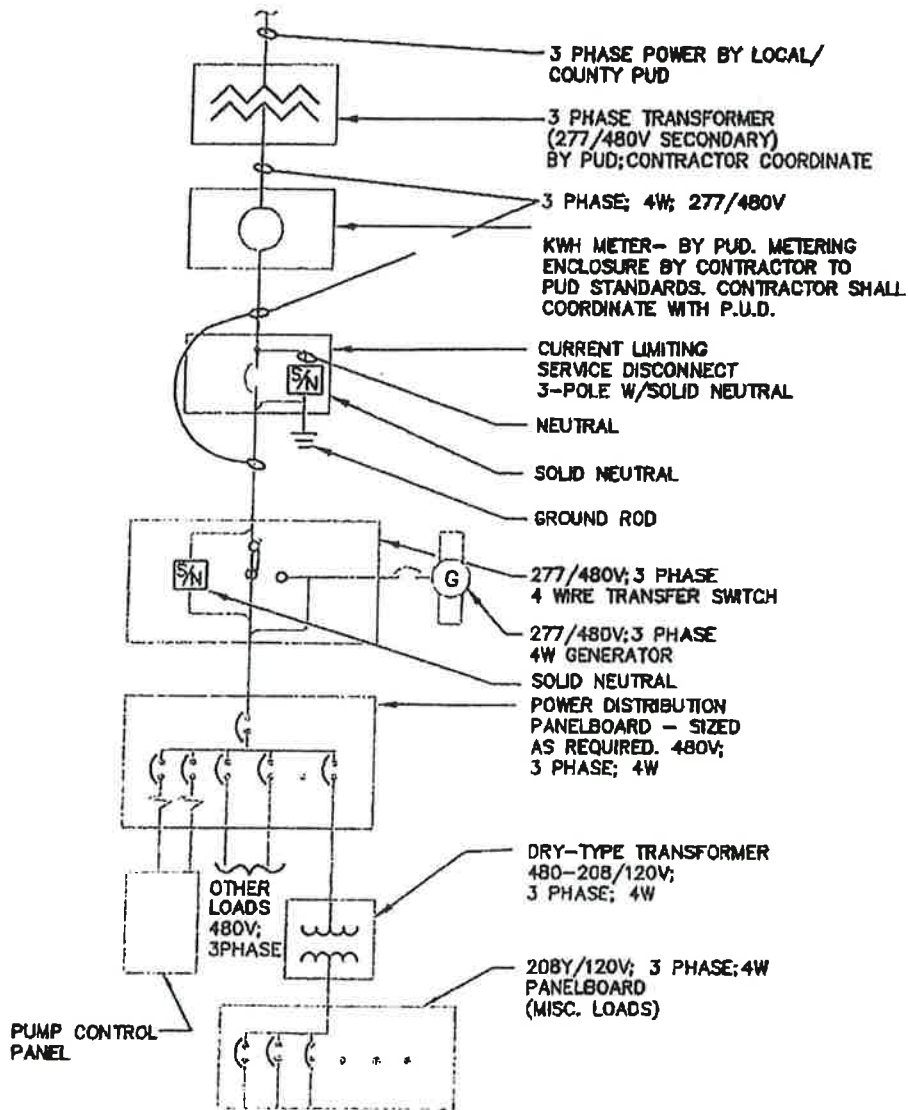 3 PHASE POWER BY LOCAL/
COUNTY PUD
3 PHASE TRANSFORMER
(277/480V SECONDARY)
BY PUD;CONTRACTOR COORDINATE
3 PHASE; 4W; 277/480V
KWH METER- BY PUD. METERING
ENCLOSURE BY CONTRACTOR TO
PUD STANDARDS. CONTRACTOR SHALL
COORDINATE WITH P.U.D.
CURRENT LIMITING
SERVICE DISCONNECT
3-POLE W/SOLID NEUTRAL
S/N
NEUTRAL
SOLID NEUTRAL
GROUND ROD
S/N
G
277/480V; 3 PHASE
4 WIRE TRANSFER SWITCH
277/480V; 3 PHASE
4W GENERATOR
SOLID NEUTRAL
POWER DISTRIBUTION
PANELBOARD - SIZED
AS REQUIRED. 480V;
3 PHASE; 4W
OTHER
LOADS
480V;
3PHASE
DRY-TYPE TRANSFORMER
480-208/120V;
3 PHASE; 4W
208Y/120V; 3 PHASE; 4W
PANELBOARD
(MISC. LOADS)
PUMP CONTROL
PANEL